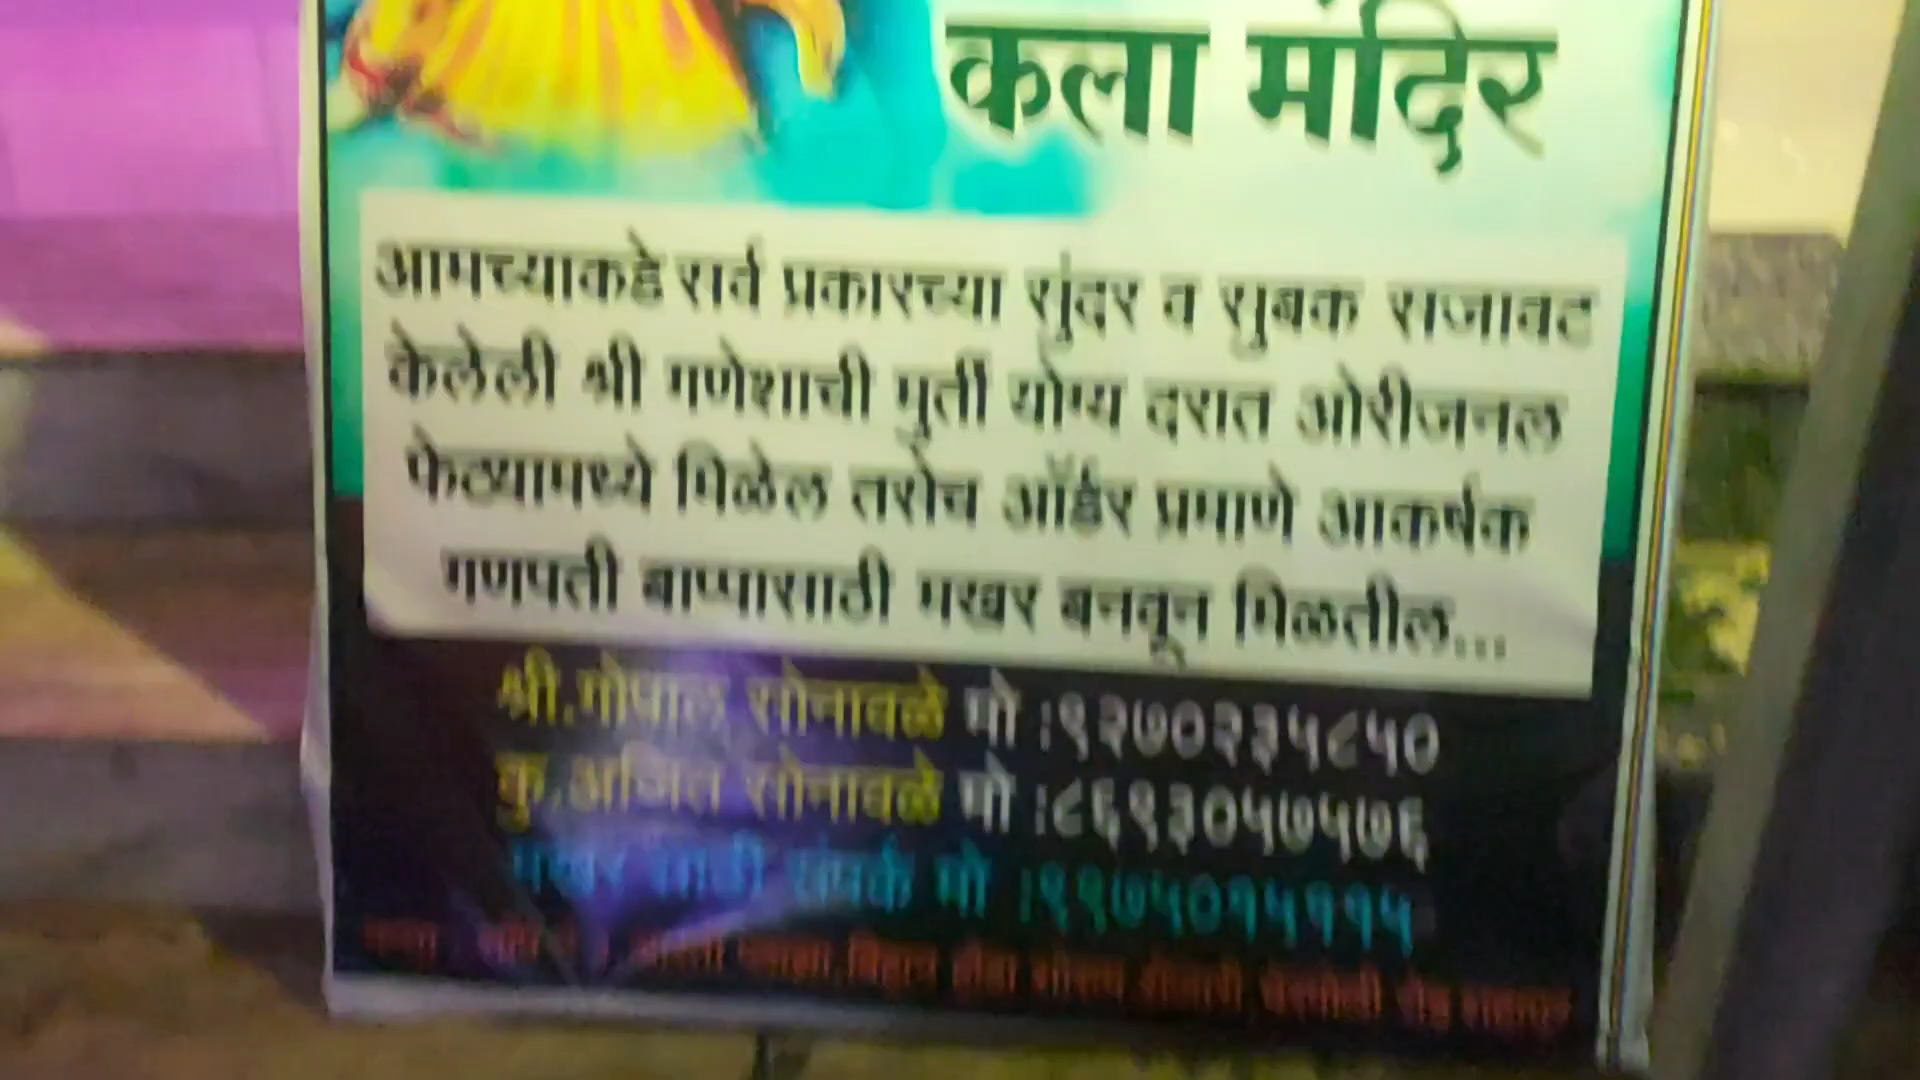 कला मंदिर
आमच्याकडे सर्व प्रकारच्या सुंदर व सुबक सजावट
केलेली श्री गणेशाची मुर्ती योग्य दरात ओरीजनल
फेट्यामध्ये मिळेल तसेच ऑर्डर प्रमाणे आकर्षक
गणपती बाप्पासाठी मखर बनवून मिळतील...
श्री.गोपाल सोनावळे मो :९२७०२३५८५०
कु.अजित सोनावळे मो :८६९३०५७५७६
मखर साठी संपर्क मो :९९७५०१५११५